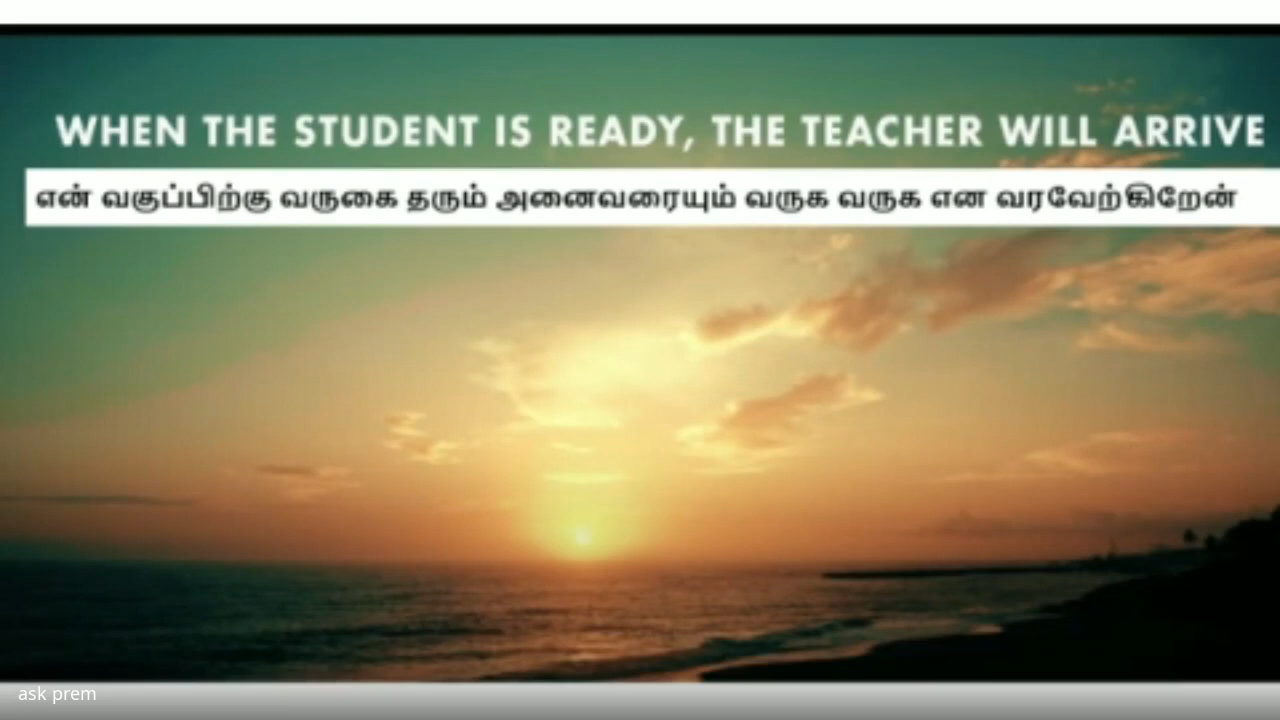 WHEN THE STUDENT IS READY, THE TEACHER WILL ARRIVE
என் வகுப்பிற்கு வருகை தரும் அனைவரையும் வருக வருக என வரவேற்கிறேன்
ask prem